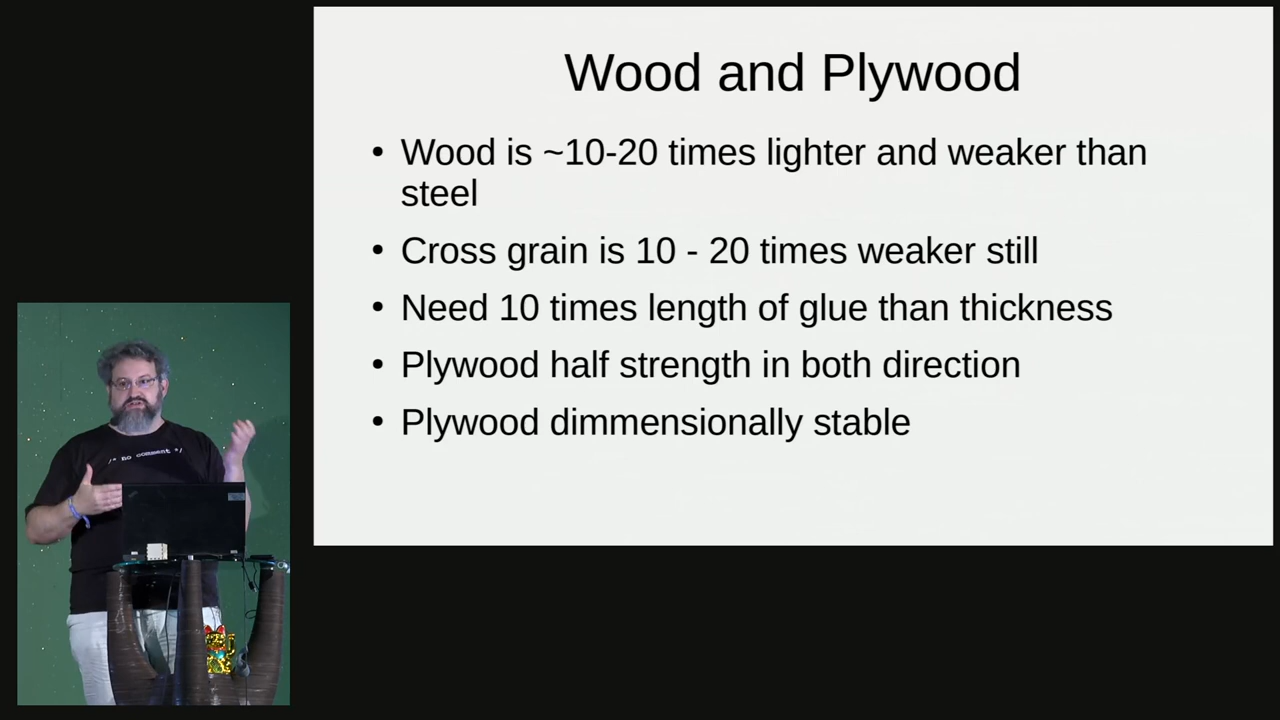 Wood and Plywood
• Wood is ~10-20 times lighter and weaker than
steel
• Cross grain is 10 - 20 times weaker still
• Need 10 times length of glue than thickness
• Plywood half strength in both direction
• Plywood dimmensionally stable
/* no comment */